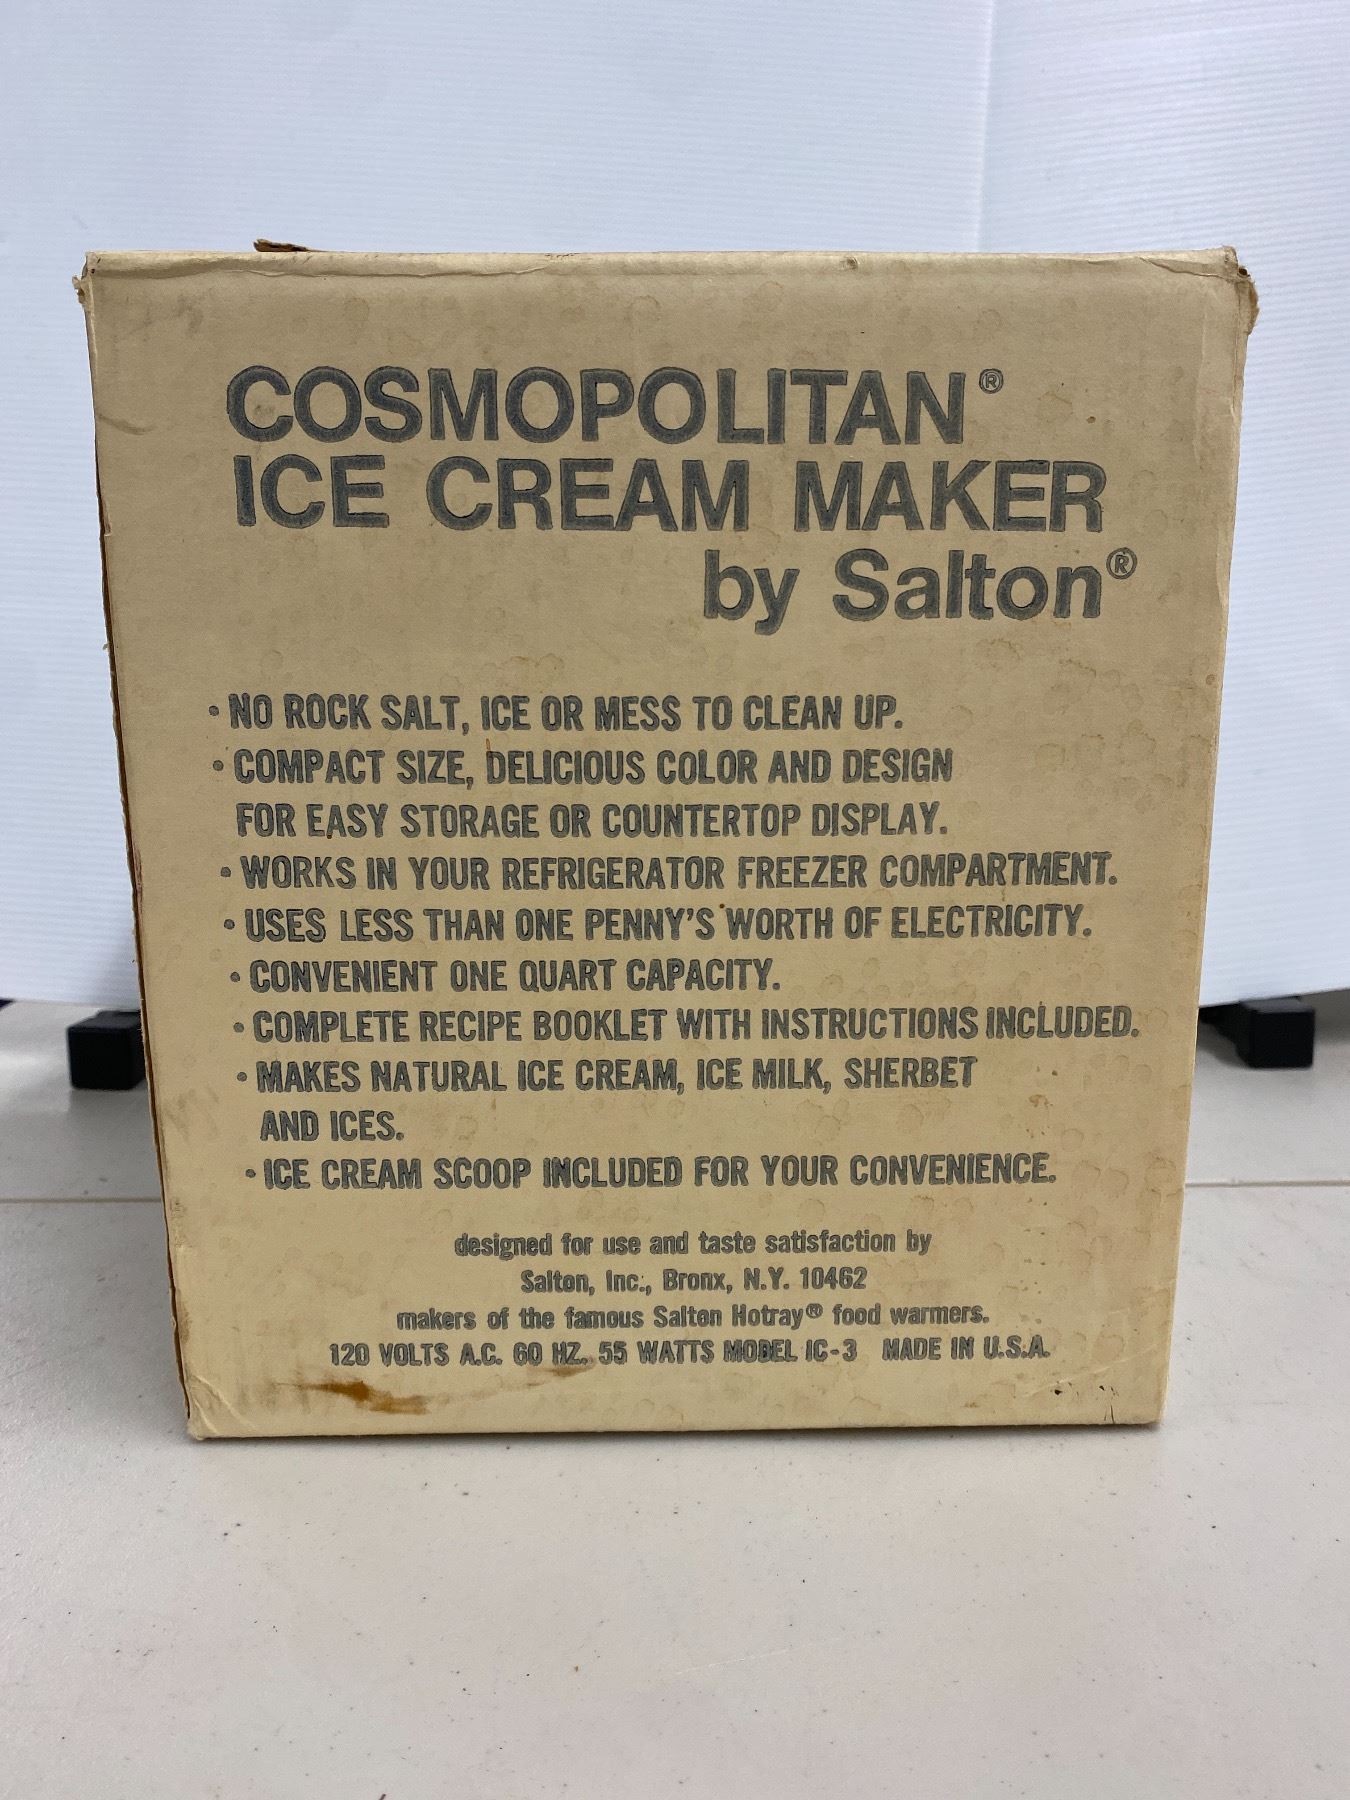 COSMOPOLITAN®
ICE CREAM MAKER
by Salton®
• NO ROCK SALT, ICE OR MESS TO CLEAN UP.
• COMPACT SIZE, DELICIOUS COLOR AND DESIGN
FOR EASY STORAGE OR COUNTERTOP DISPLAY.
• WORKS IN YOUR REFRIGERATOR FREEZER COMPARTMENT.
• USES LESS THAN ONE PENNY'S WORTH OF ELECTRICITY.
• CONVENIENT ONE QUART CAPACITY.
• COMPLETE RECIPE BOOKLET WITH INSTRUCTIONS INCLUDED.
• MAKES NATURAL ICE CREAM, ICE MILK, SHERBET
AND ICES.
• ICE CREAM SCOOP INCLUDED FOR YOUR CONVENIENCE.
designed for use and taste satisfaction by
Salton, Inc., Bronx, N.Y. 10462
makers of the famous Salton Hotray® food warmers.
120 VOLTS A.C. 60 HZ. 55 WATTS MODEL IC-3 MADE IN U.S.A.